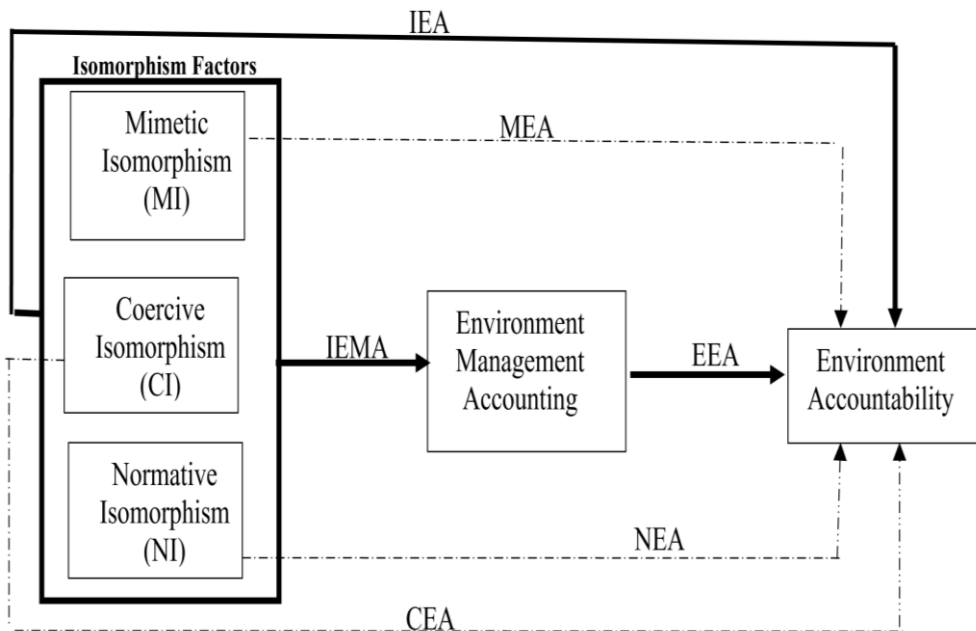 IEA
Isomorphism Factors
Mimetic
Isomorphism
(MI)
MEA
Coercive
Isomorphism
(CI)
IEMA
Environment
Management
Accounting
EEA
Environment
Accountability
Normative
Isomorphism
(NI)
NEA
CEA